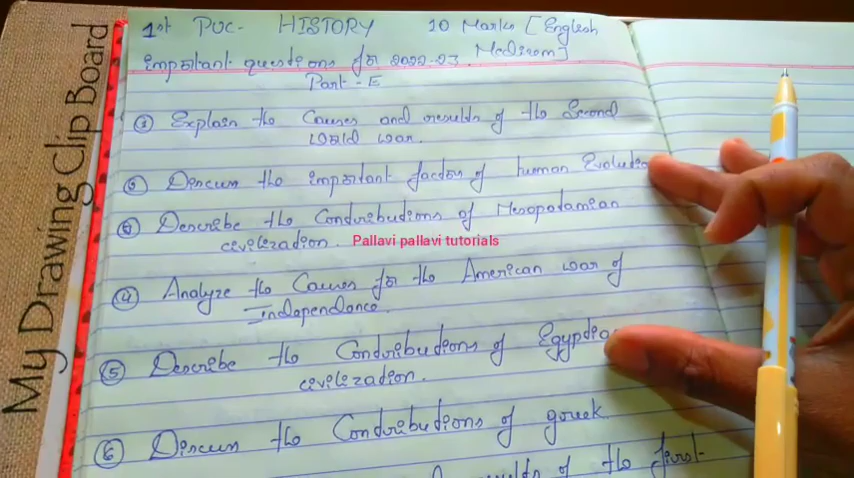 My Drawing Clip Board
1st PUC- HISTORY 10 Marks [English
important questions for 2022-23. Medium]
Part - E
① Explain the Causes and results of the Second
World war.
② Discuss the important factors of human Evolution
③ Describe the Contributions of Mesopotamian
civilization.
Pallavi pallavi tutorials
④ Analyze the Causes for the American war of
Independence.
⑤ Describe the Contributions of Egyptian
civilization.
⑥ Discuss the Contributions of greek
results of the first